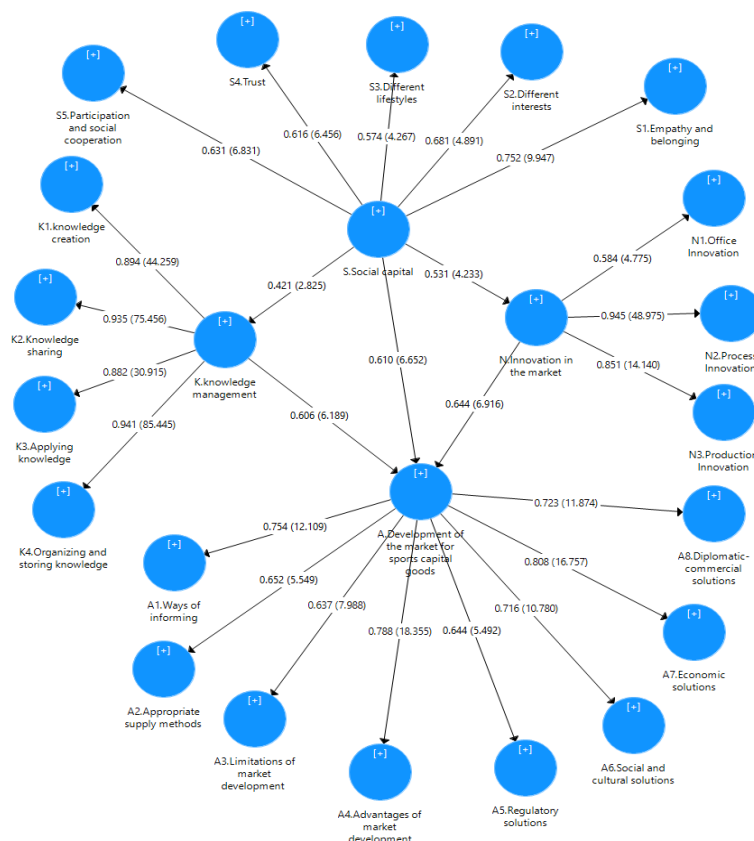 [+]
S4.Trust
[+]
S3.Different
lifestyles
[+]
S2.Different
interests
[+]
S5.Participation
and social
cooperation
[+]
S1.Empathy and
belonging
0.631 (6.831)
0.616 (6.456)
0.574 (4.267)
0.681 (4.891)
0.752 (9.947)
[+]
K1.knowledge
creation
[+]
S.Social capital
[+]
N1.Office
Innovation
0.894 (44.259)
0.421 (2.825)
0.531 (4.233)
0.584 (4.775)
[+]
K2.Knowledge
sharing
0.935 (75.456)
[+]
K.knowledge
management
[+]
N.Innovation in
the market
0.945 (48.975)
[+]
N2.Process
Innovation
0.882 (30.915)
0.610 (6.652)
0.851 (14.140)
[+]
K3.Applying
knowledge
0.941 (85.445)
0.606 (6.189)
0.644 (6.916)
[+]
N3.Production
Innovation
[+]
K4.Organizing and
storing knowledge
[+]
A.Development of
the market for
sports capital
goods
0.723 (11.874)
[+]
A8.Diplomatic-
commercial
solutions
0.754 (12.109)
0.652 (5.549)
0.637 (7.988)
0.788 (18.355)
0.644 (5.492)
0.716 (10.780)
0.808 (16.757)
[+]
A1.Ways of
informing
[+]
A7.Economic
solutions
[+]
A2.Appropriate
supply methods
[+]
A3.Limitations of
market
development
[+]
A4.Advantages of
market
development
[+]
A5.Regulatory
solutions
[+]
A6.Social and
cultural solutions